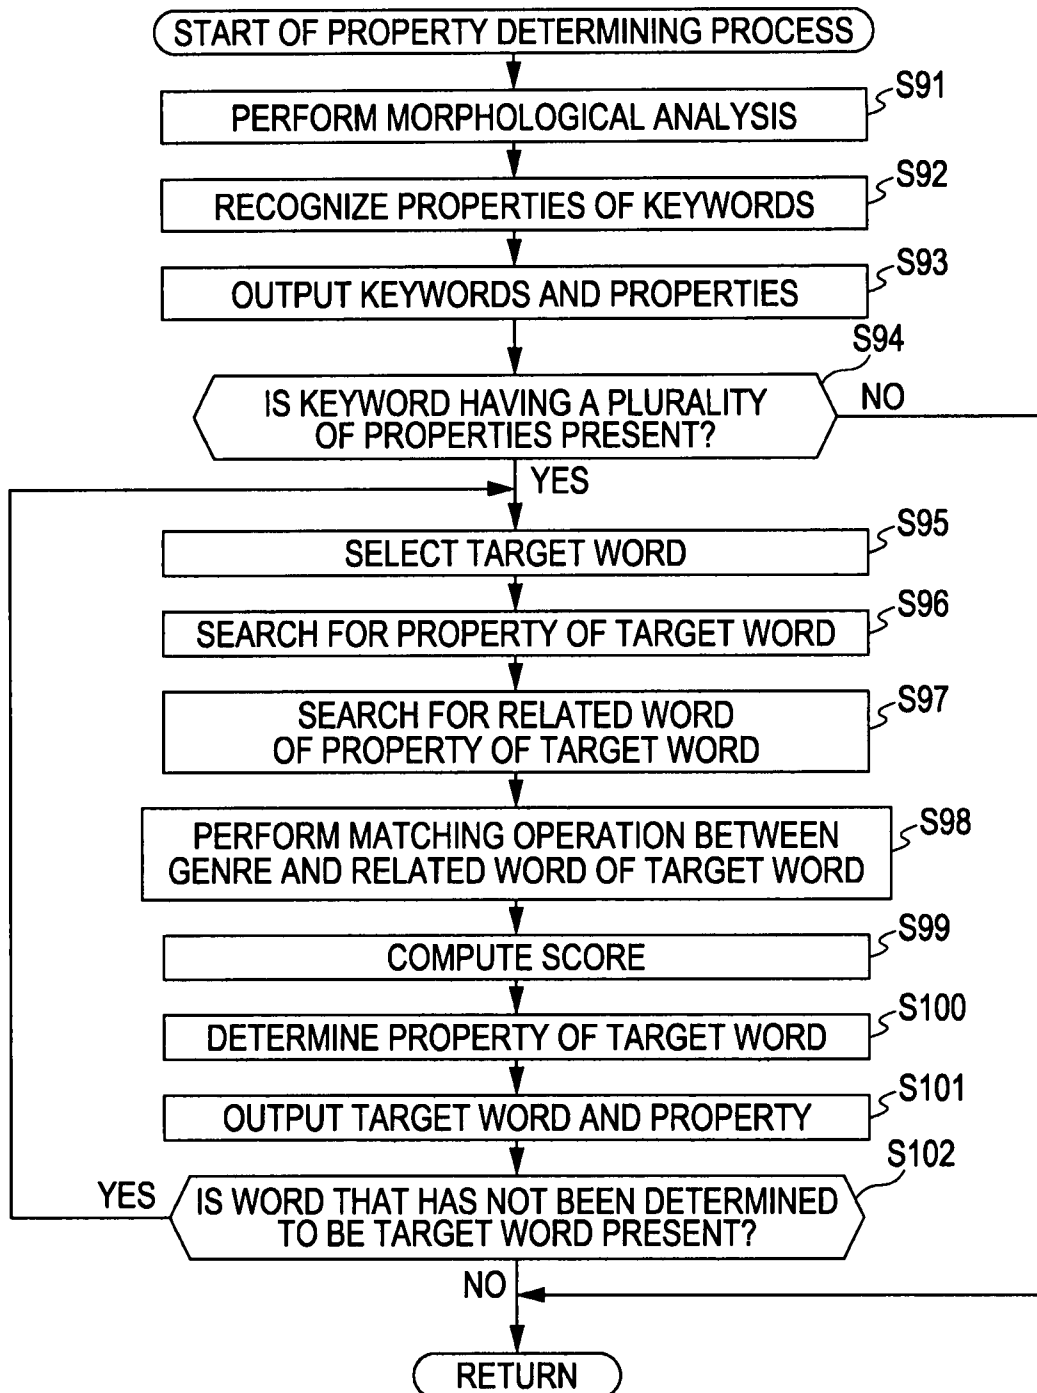 START OF PROPERTY DETERMINING PROCESS
S91
PERFORM MORPHOLOGICAL ANALYSIS
S92
RECOGNIZE PROPERTIES OF KEYWORDS
S93
OUTPUT KEYWORDS AND PROPERTIES
S94
IS KEYWORD HAVING A PLURALITY
OF PROPERTIES PRESENT?
NO
YES
S95
SELECT TARGET WORD
S96
SEARCH FOR PROPERTY OF TARGET WORD
S97
SEARCH FOR RELATED WORD
OF PROPERTY OF TARGET WORD
S98
PERFORM MATCHING OPERATION BETWEEN
GENRE AND RELATED WORD OF TARGET WORD
S99
COMPUTE SCORE
S100
DETERMINE PROPERTY OF TARGET WORD
S101
OUTPUT TARGET WORD AND PROPERTY
S102
YES
IS WORD THAT HAS NOT BEEN DETERMINED
TO BE TARGET WORD PRESENT?
NO
RETURN